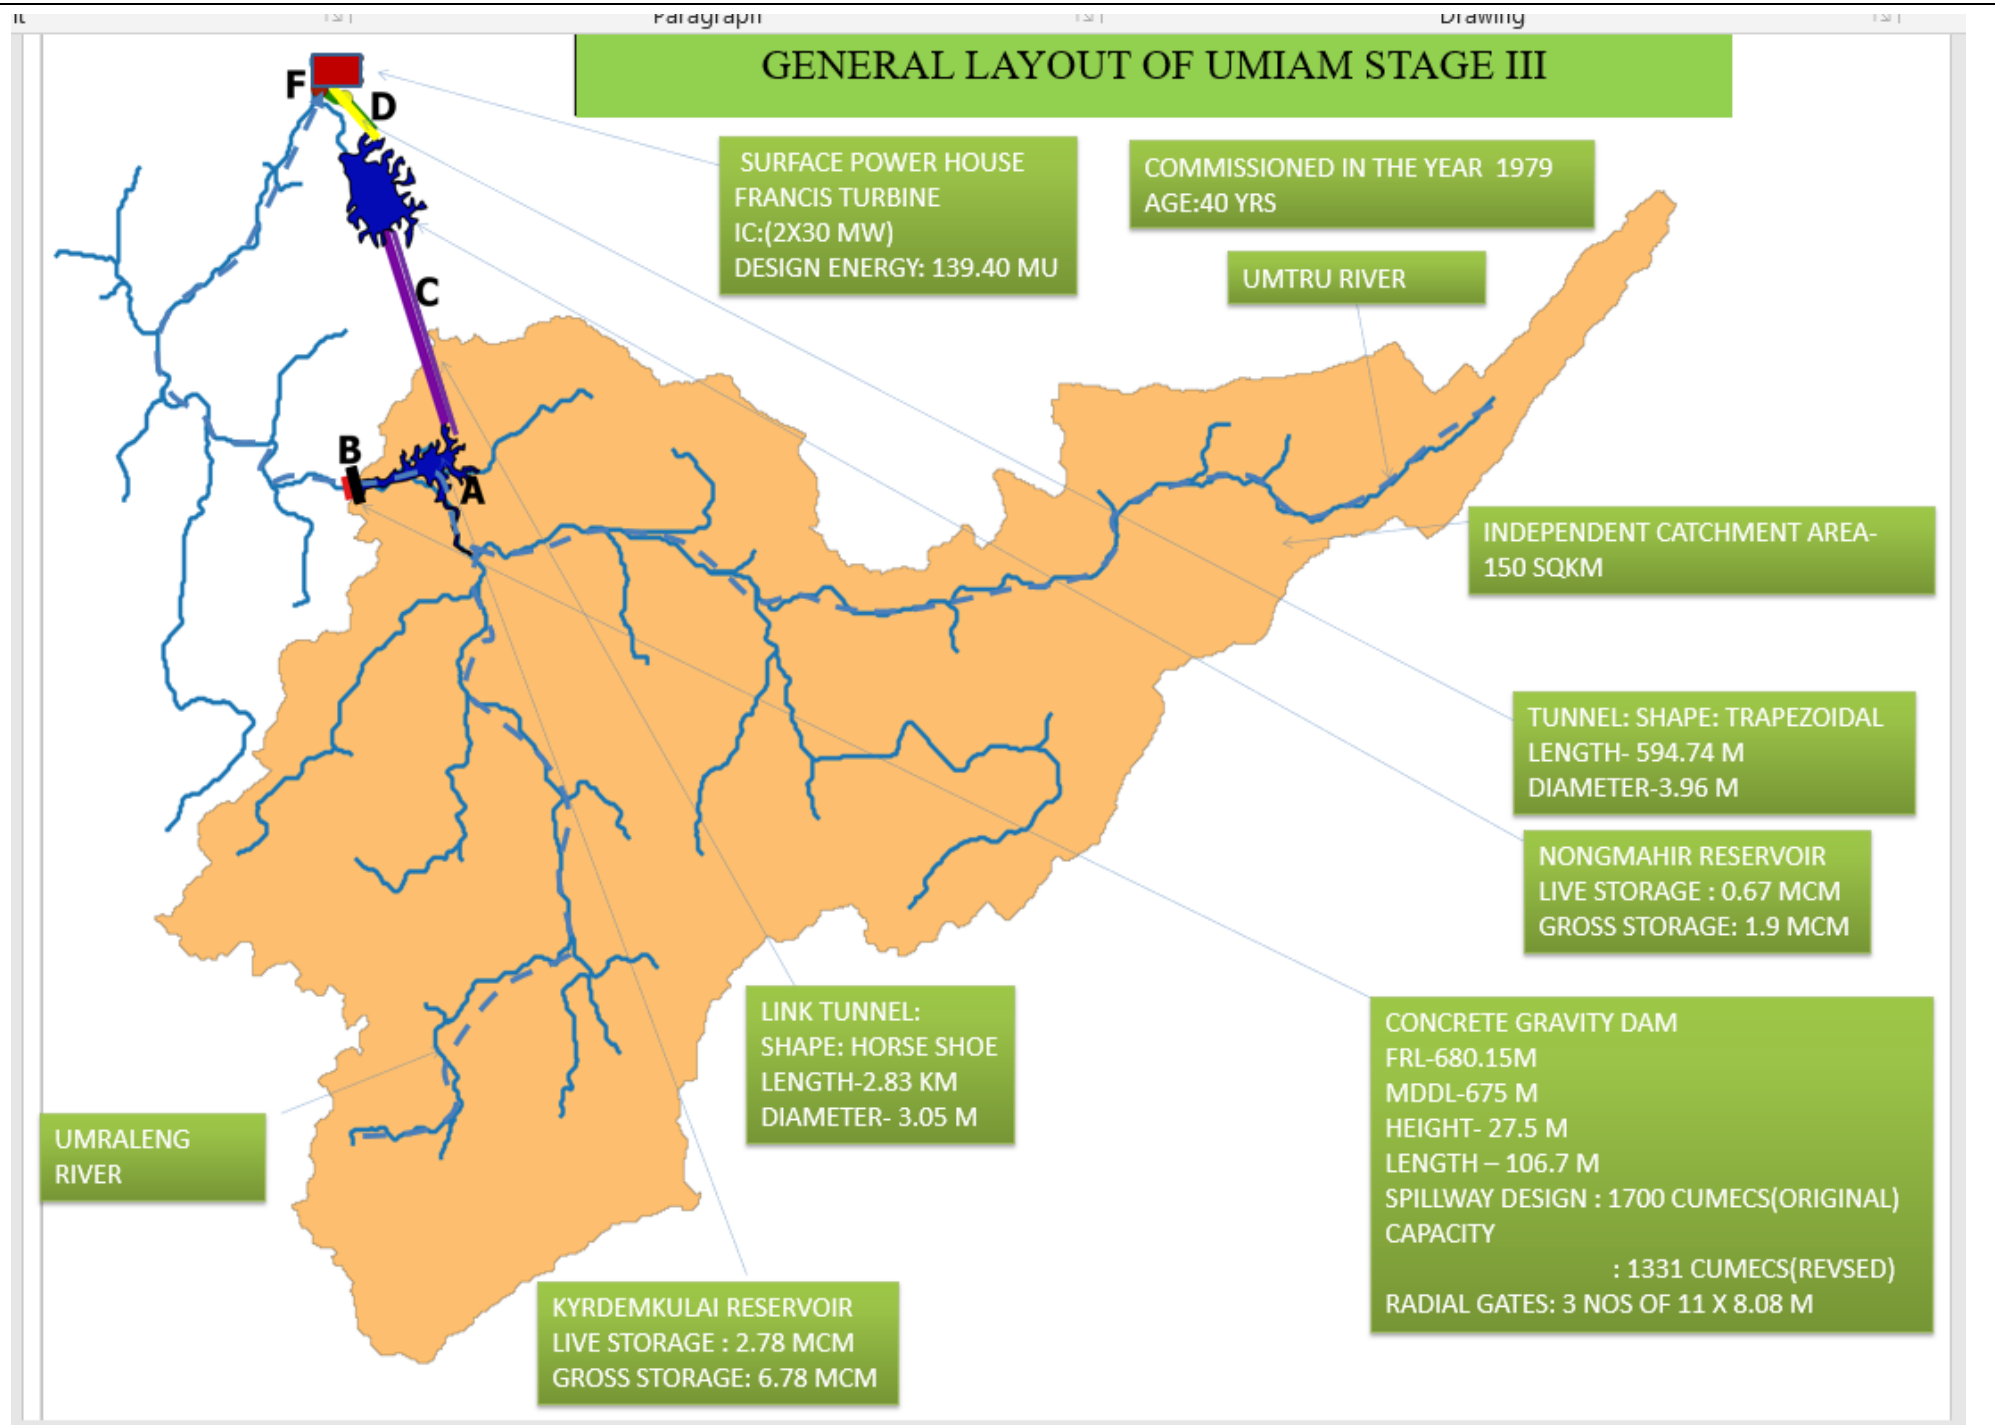 Paragraph
Drawing
GENERAL LAYOUT OF UMIAM STAGE III
F
D
SURFACE POWER HOUSE
FRANCIS TURBINE
IC:(2X30 MW)
DESIGN ENERGY: 139.40 MU
COMMISSIONED IN THE YEAR 1979
AGE:40 YRS
UMTRU RIVER
C
B
A
INDEPENDENT CATCHMENT AREA-
150 SQKM
TUNNEL: SHAPE: TRAPEZOIDAL
LENGTH- 594.74 M
DIAMETER-3.96 M
NONGMAHIR RESERVOIR
LIVE STORAGE : 0.67 MCM
GROSS STORAGE: 1.9 MCM
LINK TUNNEL:
SHAPE: HORSE SHOE
LENGTH-2.83 KM
DIAMETER- 3.05 M
CONCRETE GRAVITY DAM
FRL-680.15M
MDDL-675 M
HEIGHT- 27.5 M
LENGTH – 106.7 M
SPILLWAY DESIGN : 1700 CUMECS(ORIGINAL)
CAPACITY
: 1331 CUMECS(REVSED)
RADIAL GATES: 3 NOS OF 11 X 8.08 M
UMRALENG
RIVER
KYRDEMKULAI RESERVOIR
LIVE STORAGE : 2.78 MCM
GROSS STORAGE: 6.78 MCM